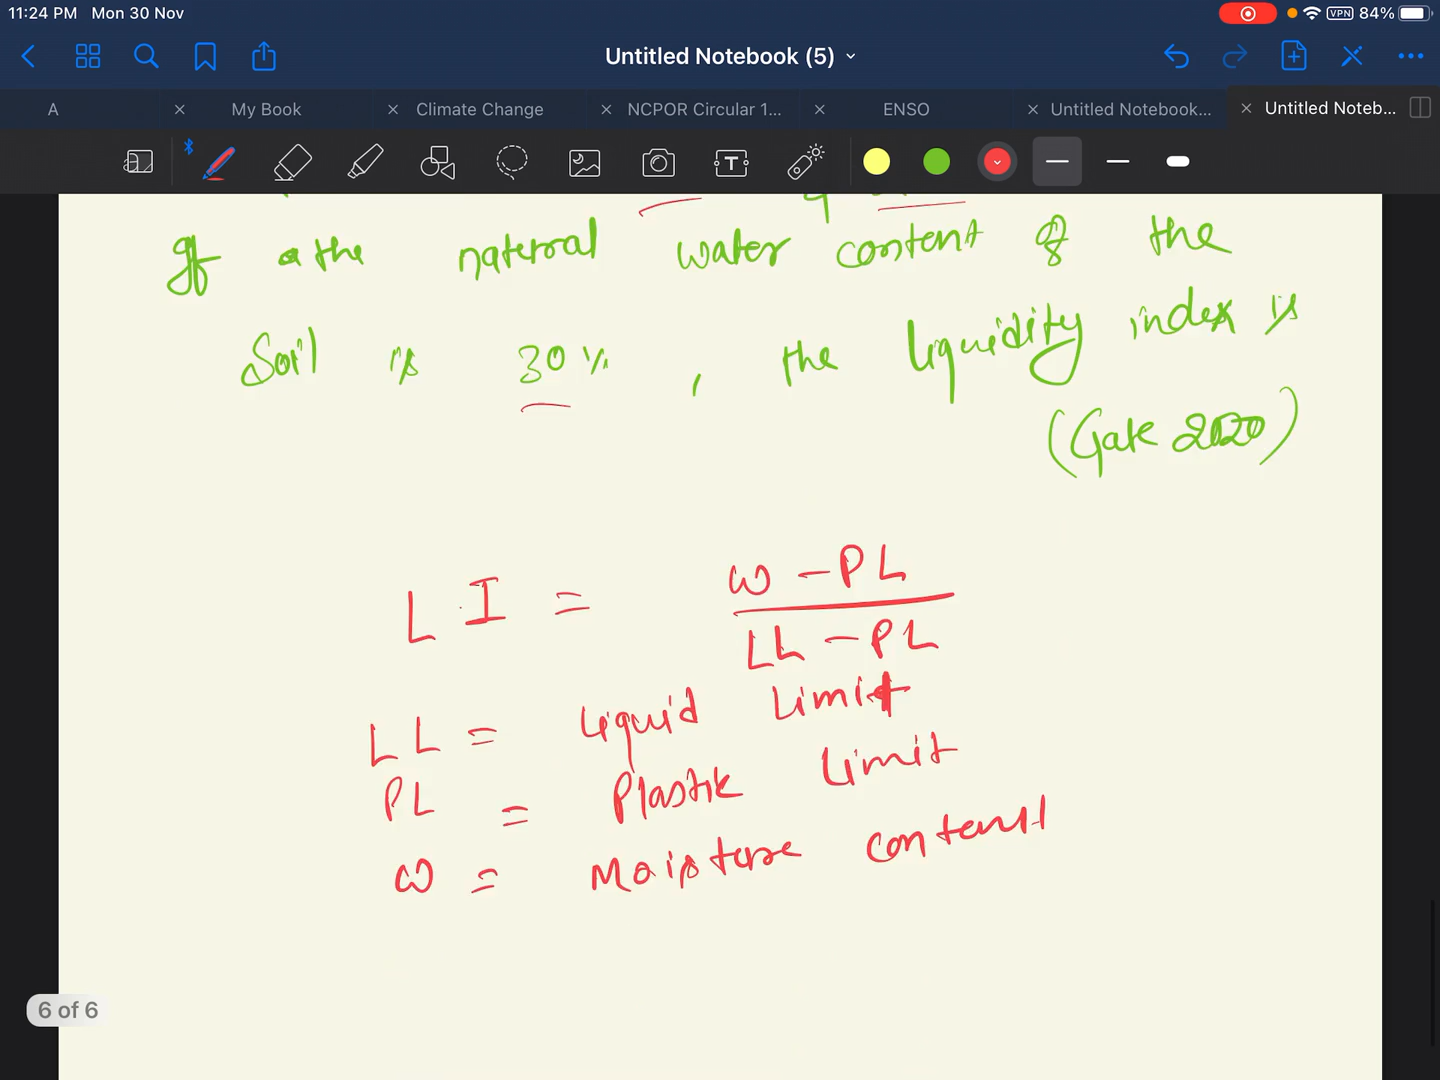 11:24 PM Mon 30 Nov
VPN 84%
Untitled Notebook (5)
A
My Book
Climate Change
NCPOR Circular 1...
ENSO
Untitled Notebook...
Untitled Noteb...
If the natural water content of the
Soil is 30% , the liquidity index is
(Gate 2020)
L I = W - PL
LL - PL
LL = Liquid Limit
PL = Plastic Limit
W = Moisture content
6 of 6